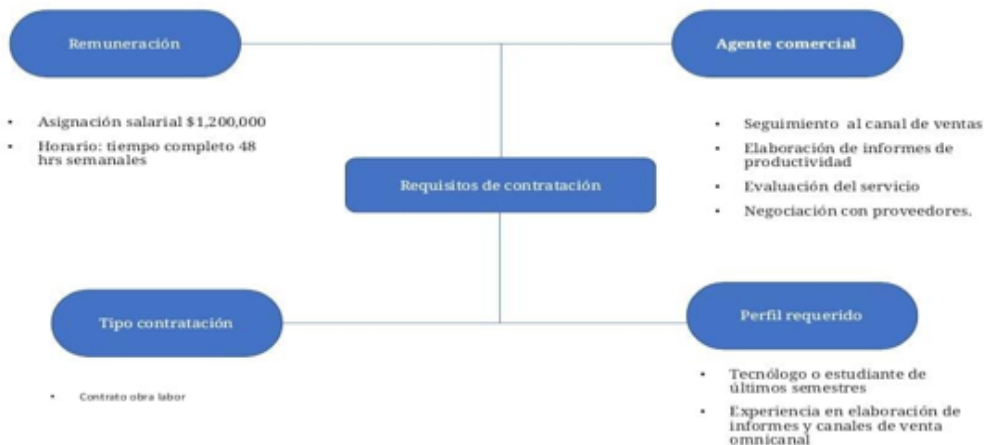 Remuneración
Agente comercial
• Asignación salarial $1,200,000
• Horario: tiempo completo 48
hrs semanales
• Seguimiento al canal de ventas
• Elaboración de informes de
productividad
• Evaluación del servicio
• Negociación con proveedores.
Requisitos de contratación
Tipo contratación
Perfil requerido
• Contrato obra labor
• Tecnólogo o estudiante de
últimos semestres
• Experiencia en elaboración de
informes y canales de venta
omnicanal